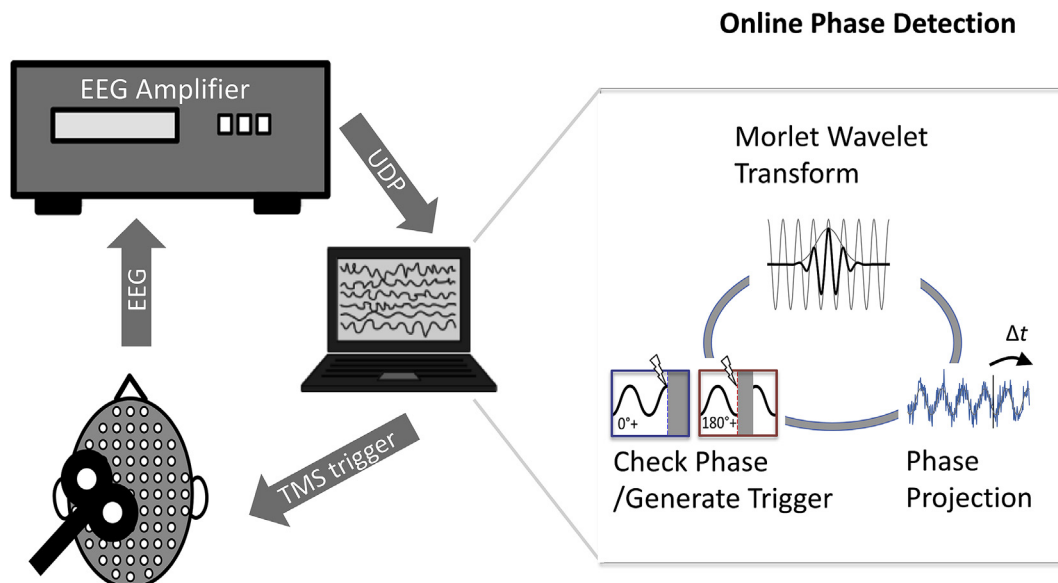 Online Phase Detection
EEG Amplifier
UDP
EEG
TMS trigger
Morlet Wavelet
Transform
Δt
0°+
180°+
Check Phase
/Generate Trigger
Phase
Projection